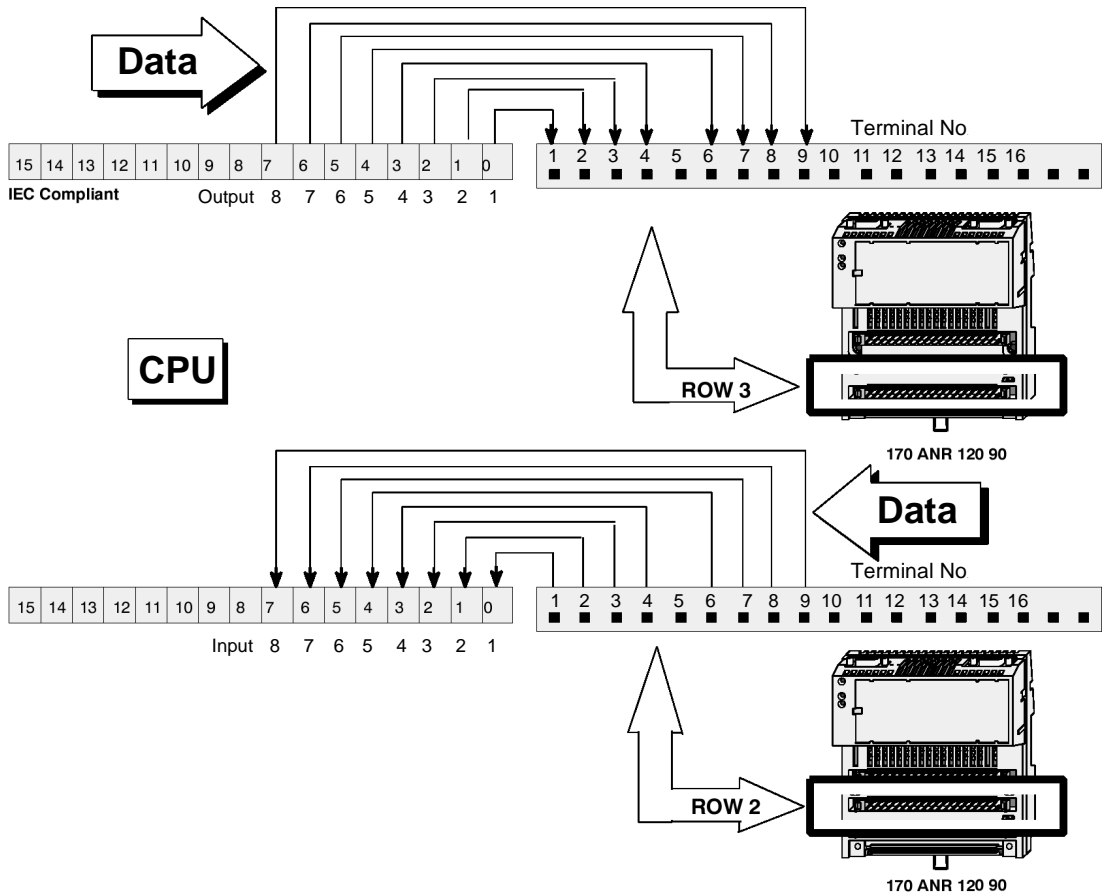 Data
Terminal No
15 14 13 12 11 10 9 8 7 6 5 4 3 2 1 0
1 2 3 4 5 6 7 8 9 10 11 12 13 14 15 16
IEC Compliant
Output 8 7 6 5 4 3 2 1
CPU
ROW 3
170 ANR 120 90
Data
Terminal No
15 14 13 12 11 10 9 8 7 6 5 4 3 2 1 0
1 2 3 4 5 6 7 8 9 10 11 12 13 14 15 16
Input 8 7 6 5 4 3 2 1
ROW 2
170 ANR 120 90